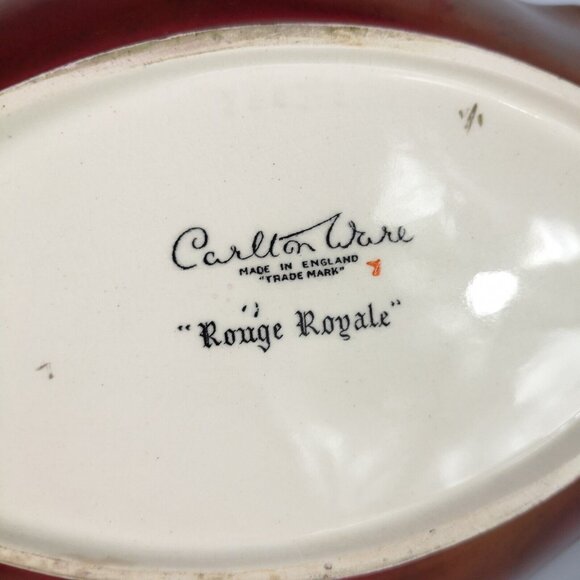 Carlton Ware
MADE IN ENGLAND
"TRADE MARK"
"Rouge Royale"